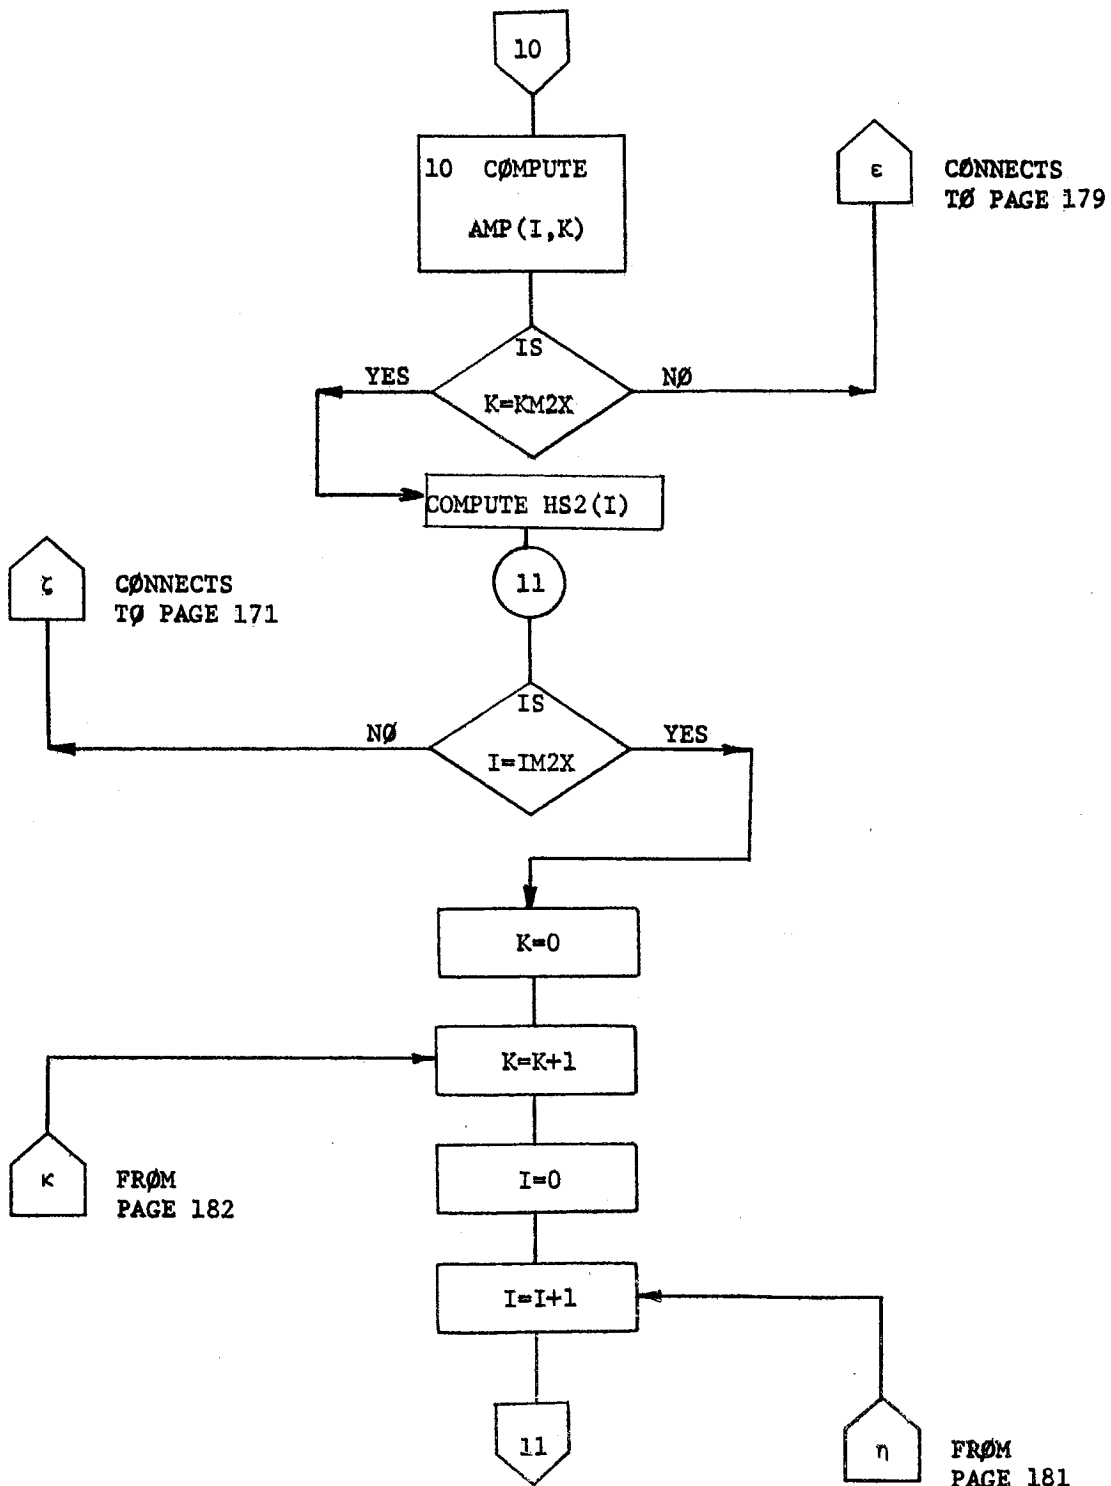 10
10 CØMPUTE
AMP(I,K)
ε
CØNNECTS
TØ PAGE 179
IS
K=KM2X
YES
NØ
COMPUTE HS2(I)
11
ζ
CØNNECTS
TØ PAGE 171
IS
I=IM2X
NØ
YES
K=0
K=K+1
κ
FRØM
PAGE 182
I=0
I=I+1
11
η
FRØM
PAGE 181